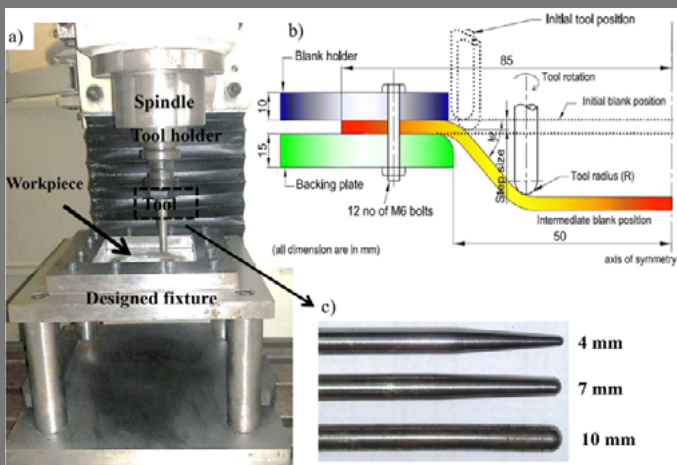 a)
Spindle
Tool holder
Workpiece
Tool
Designed fixture
b)
Initial tool position
Blank holder
85
Tool rotation
10
Initial blank position
15
Step size
Backing plate
Tool radius (R)
12 no of M6 bolts
Intermediate blank position
(all dimension are in mm)
50
axis of symmetry
c)
4 mm
7 mm
10 mm